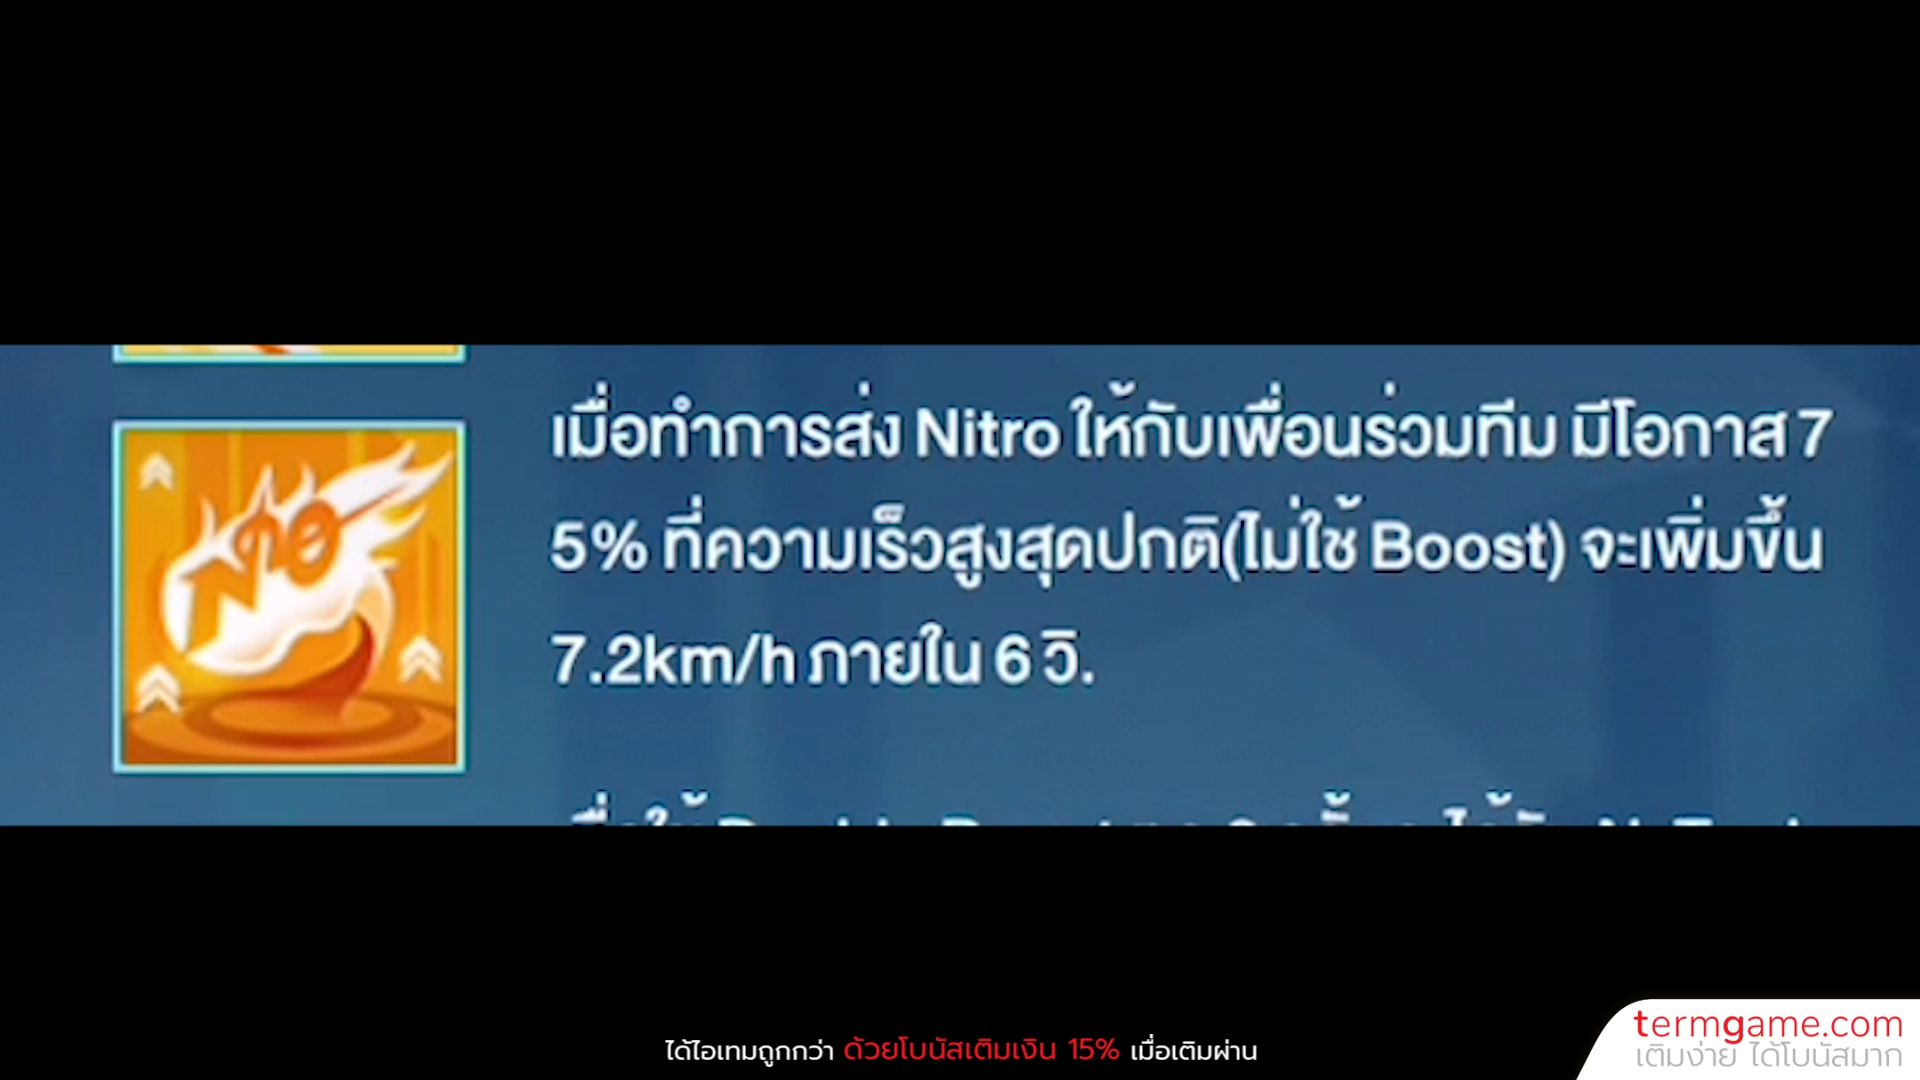 เมื่อทำการส่ง Nitro ให้กับเพื่อนร่วมทีม มีโอกาส 7
5% ที่ความเร็วสูงสุดปกติ(ไม่ใช้ Boost) จะเพิ่มขึ้น
7.2km/h ภายใน 6 วิ.
ได้ไอเทมถูกกว่า ด้วยโบนัสเติมเงิน 15% เมื่อเติมผ่าน
termgame.com
เติมง่าย ได้โบนัสมาก